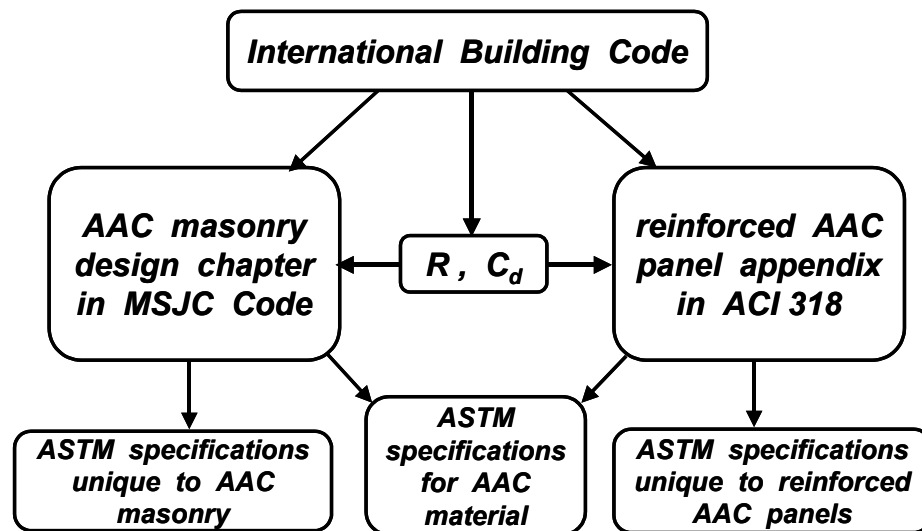 International Building Code
AAC masonry
design chapter
in MSJC Code
R , Cd
reinforced AAC
panel appendix
in ACI 318
ASTM specifications
unique to AAC
masonry
ASTM
specifications
for AAC
material
ASTM specifications
unique to reinforced
AAC panels